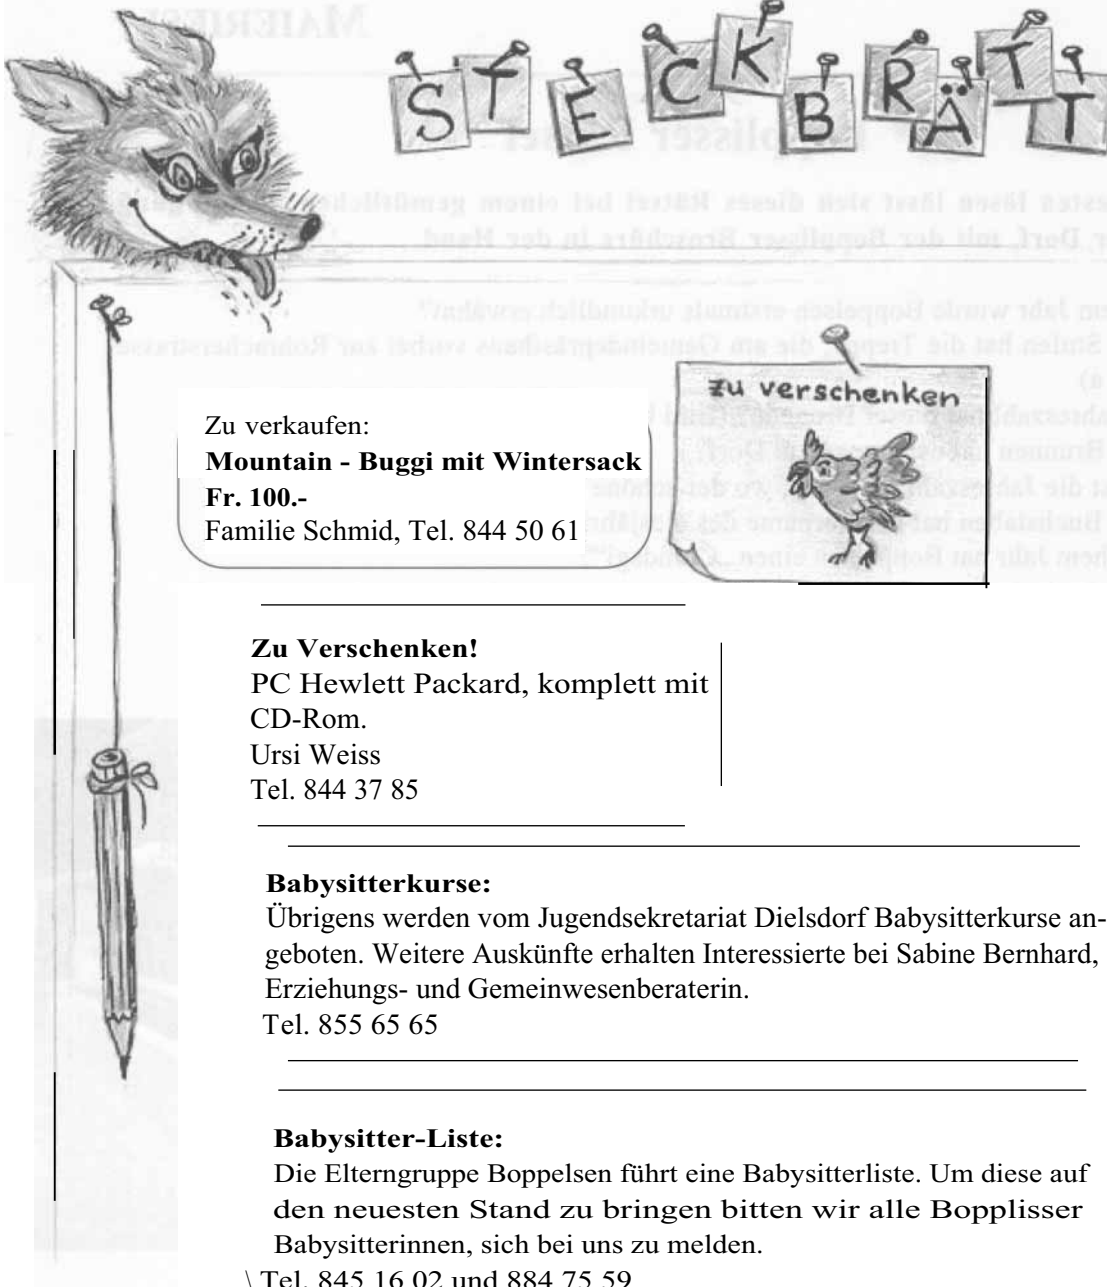 STECKBRÄTT
zu verschenken
Zu verkaufen:
Mountain - Buggi mit Wintersack
Fr. 100.-
Familie Schmid, Tel. 844 50 61
Zu Verschenken!
PC Hewlett Packard, komplett mit
CD-Rom.
Ursi Weiss
Tel. 844 37 85
Babysitterkurse:
Übrigens werden vom Jugendsekretariat Dielsdorf Babysitterkurse an-
geboten. Weitere Auskünfte erhalten Interessierte bei Sabine Bernhard,
Erziehungs- und Gemeinwesenberaterin.
Tel. 855 65 65
Babysitter-Liste:
Die Elterngruppe Boppelsen führt eine Babysitterliste. Um diese auf
den neuesten Stand zu bringen bitten wir alle Bopplisser
Babysitterinnen, sich bei uns zu melden.
\ Tel. 845 16 02 und 884 75 59